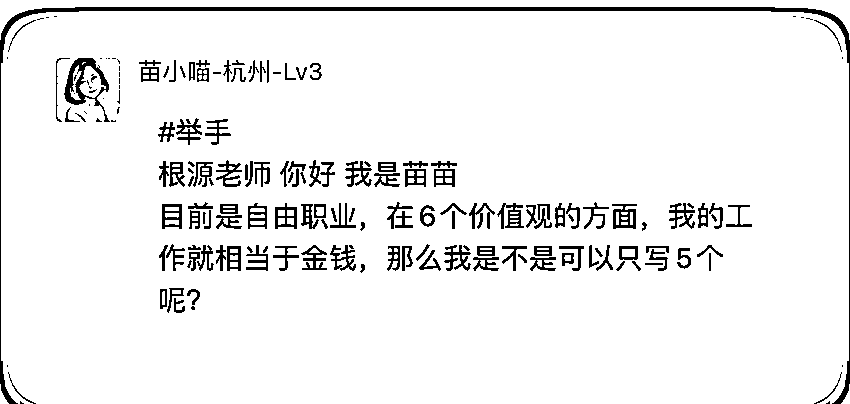 苗小喵-杭州-Lv3
#举手
根源老师 你好 我是苗苗
目前是自由职业，在6个价值观的方面，我的工
作就相当于金钱，那么我是不是可以只写5个
呢？